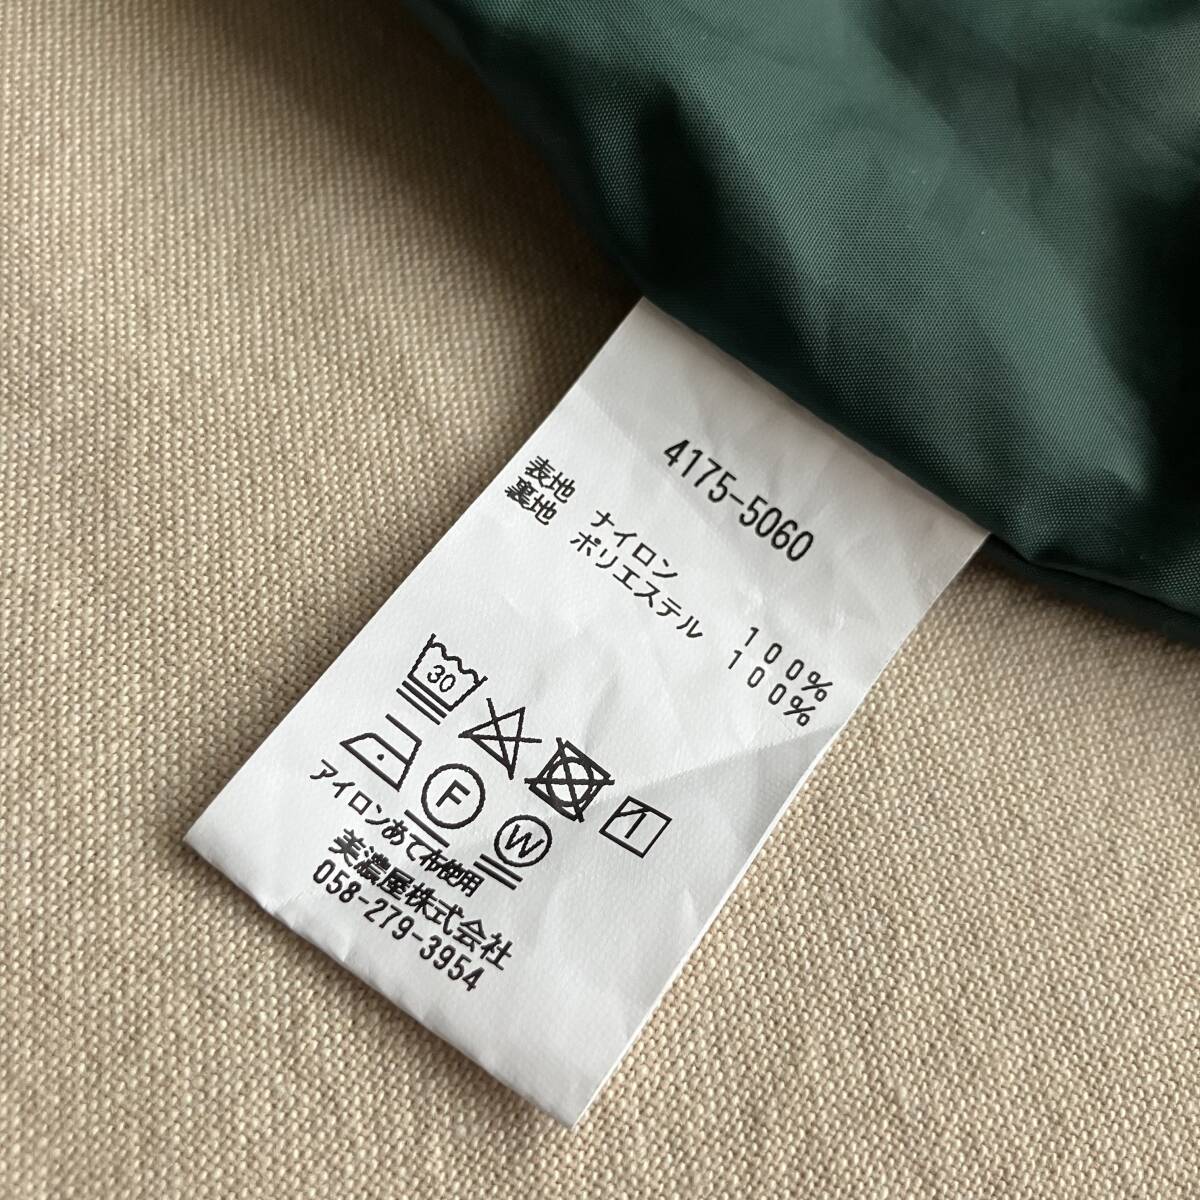 4175-5060
表地 ナイロン 100%
裏地 ポリエステル 100%
30
F W
アイロンあて布使用
美濃屋株式会社
058-279-3954